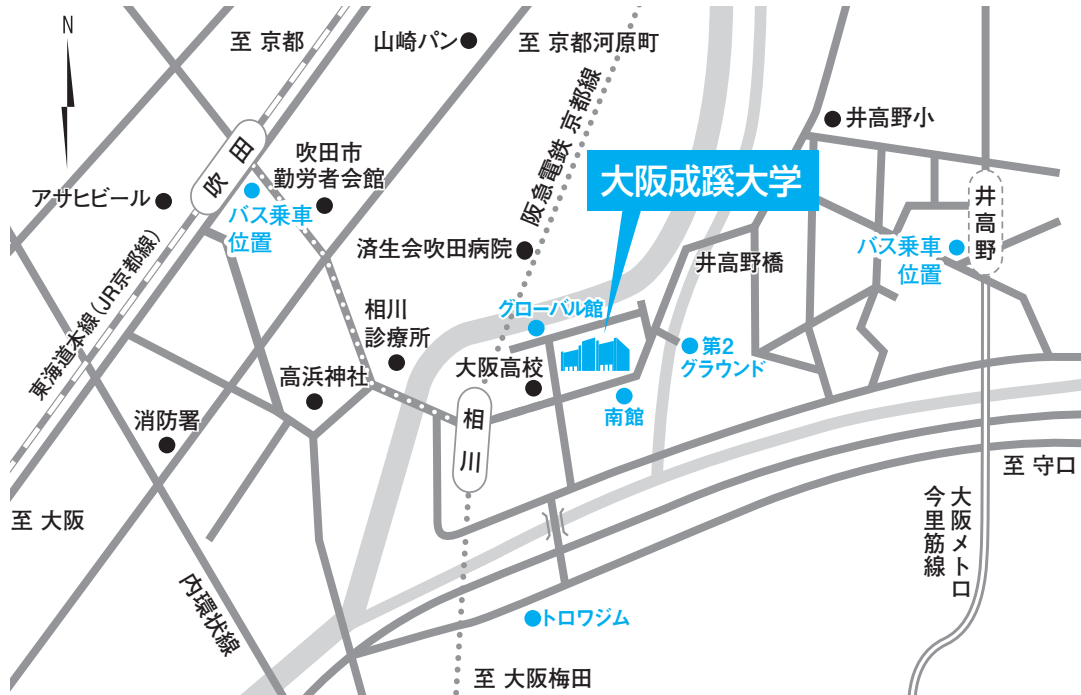 N
至 京都
山崎パン
至 京都河原町
阪急電鉄 京都線
井高野小
吹田
吹田市
勤労者会館
大阪成蹊大学
アサヒビール
バス乗車
位置
井高野
済生会吹田病院
井高野橋
バス乗車
位置
東海道本線(JR京都線)
グローバル館
相川
診療所
第2
グラウンド
大阪高校
高浜神社
南館
消防署
相川
至 守口
至 大阪
大阪メトロ
今里筋線
内環状線
トロワジム
至 大阪梅田